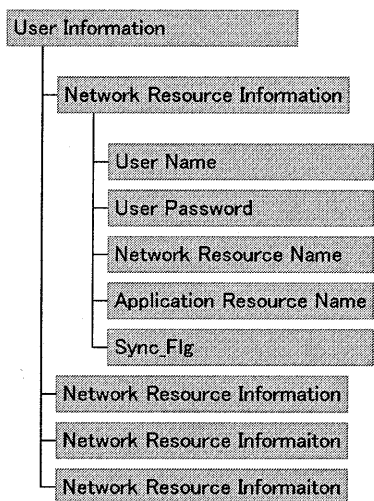 User Information
Network Resource Information
User Name
User Password
Network Resource Name
Application Resource Name
Sync_Flg
Network Resource Information
Network Resource Informaiton
Network Resource Informaiton